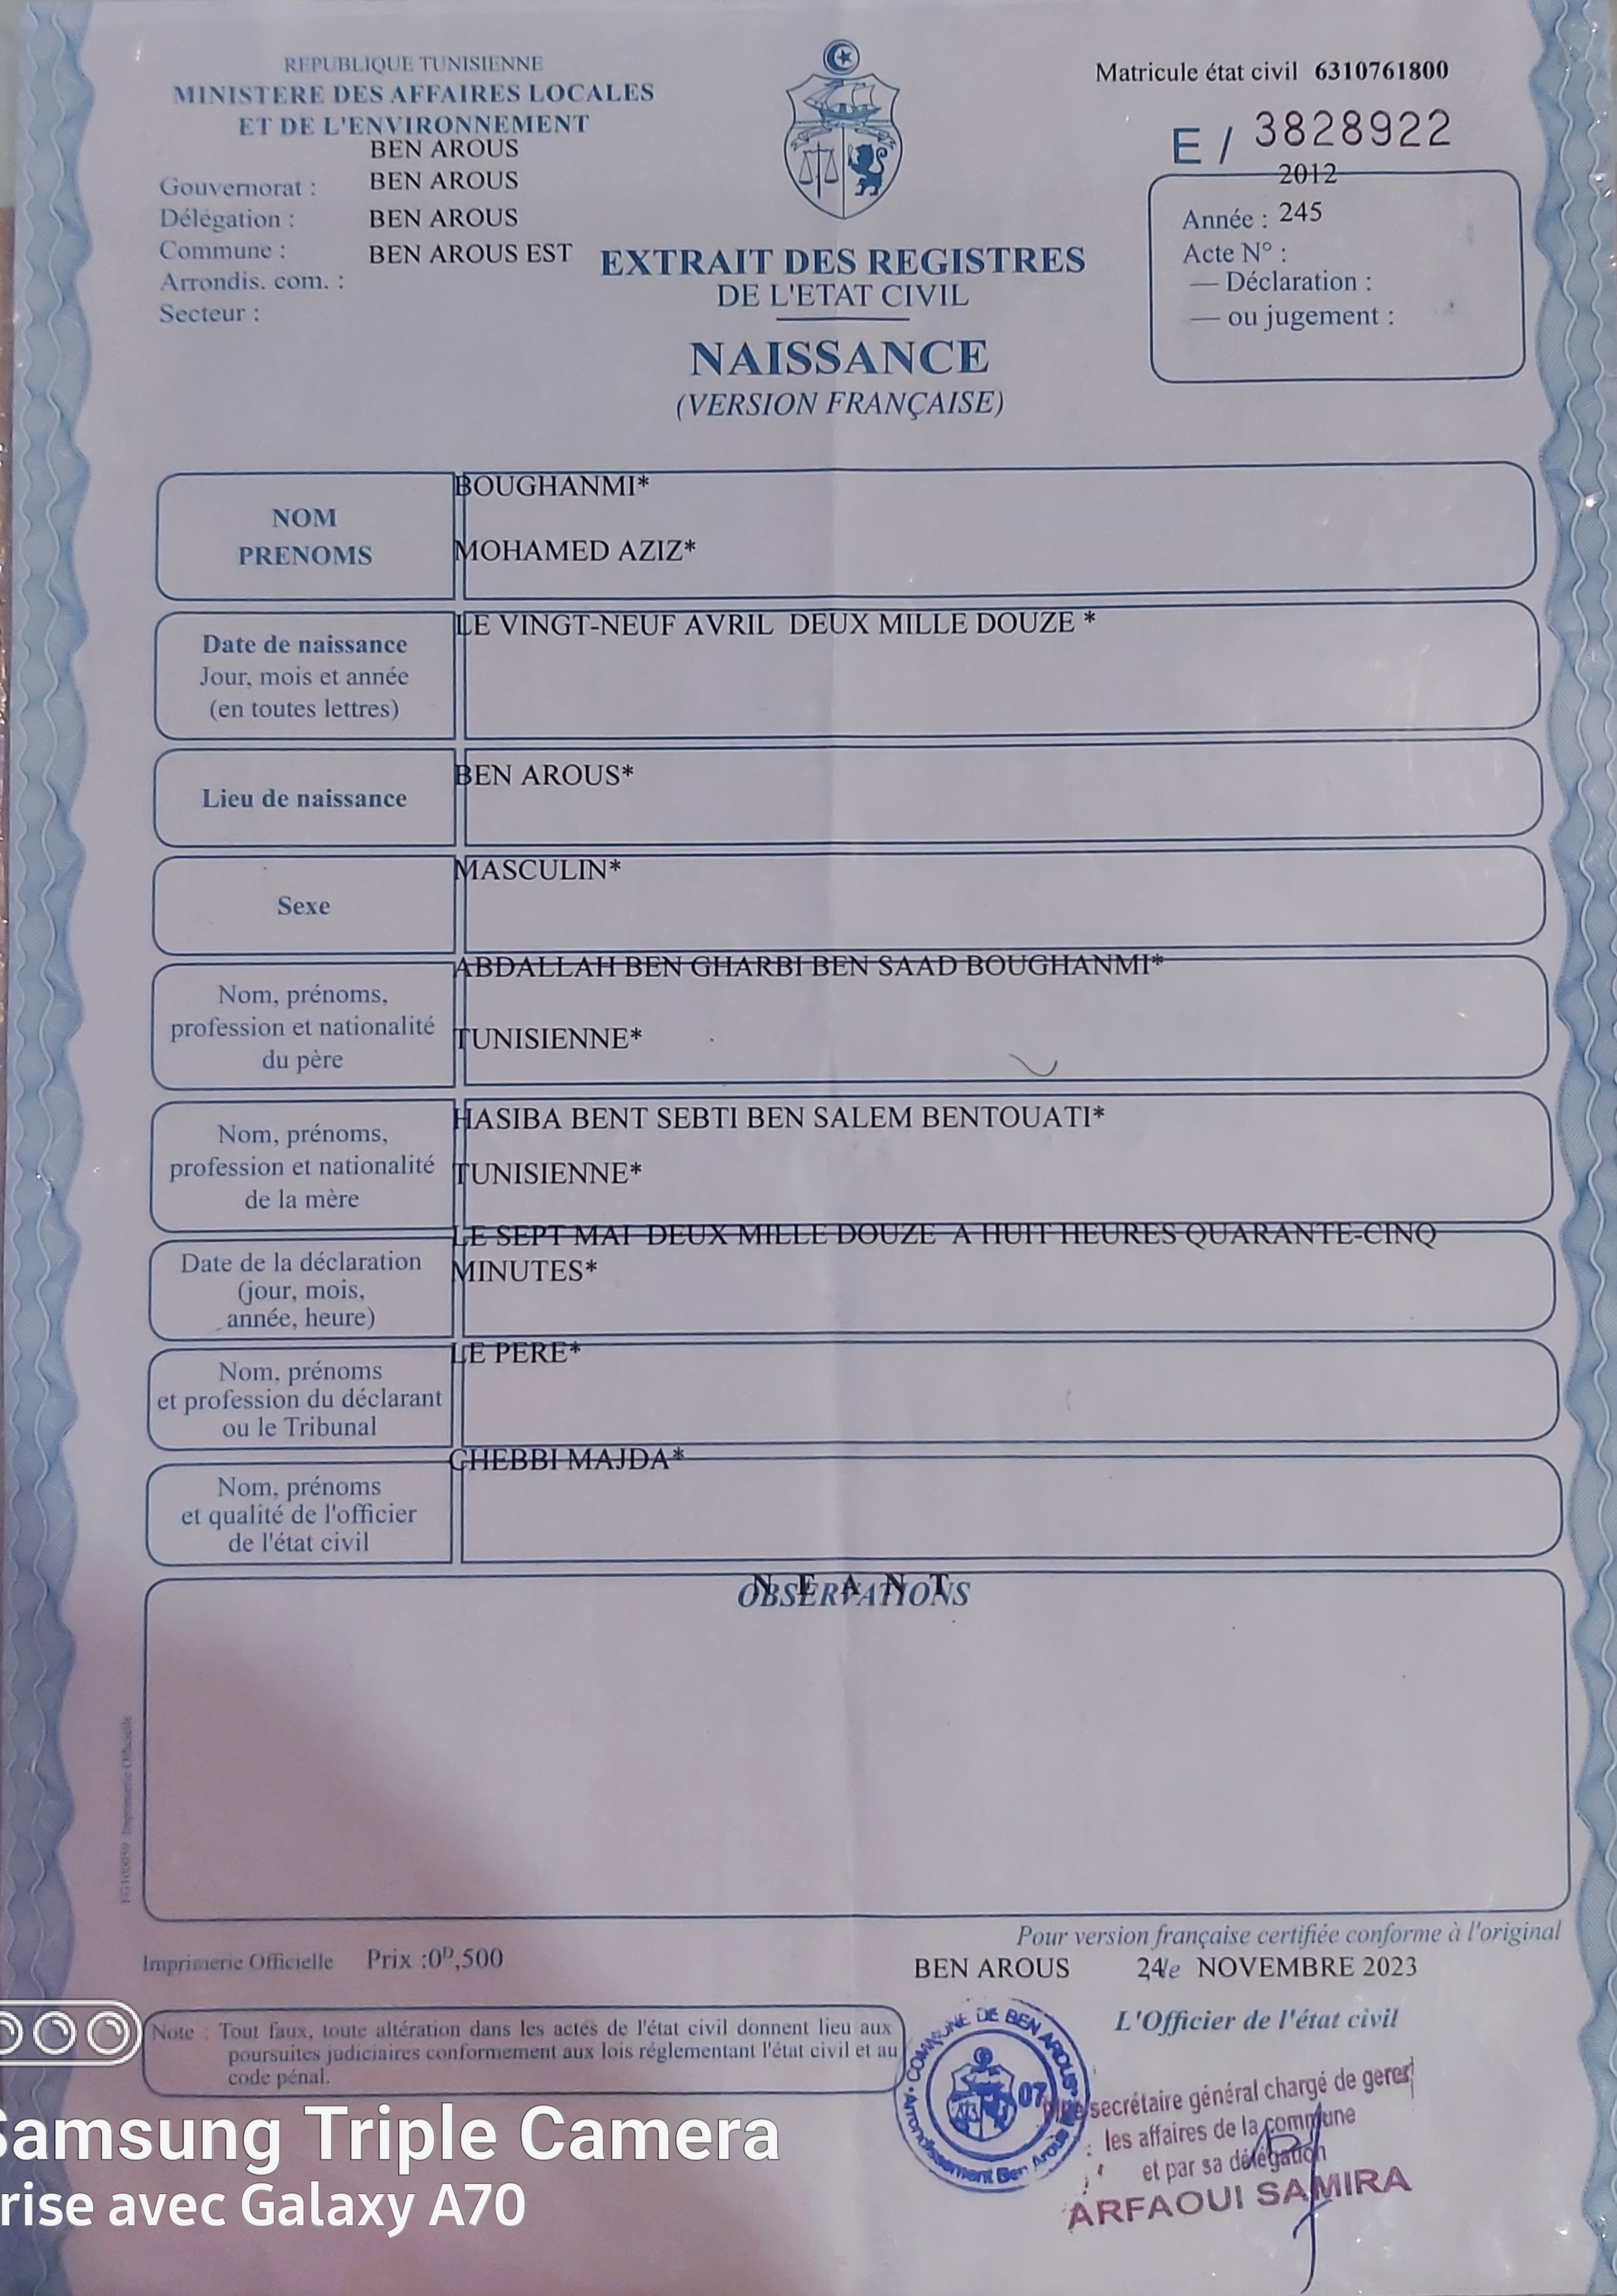 REPUBLIQUE TUNISIENNE
MINISTERE DES AFFAIRES LOCALES
ET DE L'ENVIRONNEMENT
BEN AROUS
Gouvernorat : BEN AROUS
Délégation : BEN AROUS
Commune : BEN AROUS EST
Arrondis. com. :
Secteur :
Matricule état civil 6310761800
E / 3828922
2012
Année : 245
Acte N° :
— Déclaration :
— ou jugement :
EXTRAIT DES REGISTRES
DE L'ETAT CIVIL
NAISSANCE
(VERSION FRANÇAISE)
NOM
PRENOMS
BOUGHANMI*
MOHAMED AZIZ*
Date de naissance
Jour, mois et année
(en toutes lettres)
LE VINGT-NEUF AVRIL DEUX MILLE DOUZE *
Lieu de naissance
BEN AROUS*
Sexe
MASCULIN*
Nom, prénoms,
profession et nationalité
du père
ABDALLAH BEN GHARBI BEN SAAD BOUGHANMI*
TUNISIENNE*
Nom, prénoms,
profession et nationalité
de la mère
HASIBA BENT SEBTI BEN SALEM BENTOUATI*
TUNISIENNE*
Date de la déclaration
(jour, mois,
année, heure)
LE SEPT MAI DEUX MILLE DOUZE A HUIT HEURES QUARANTE-CINQ
MINUTES*
Nom, prénoms
et profession du déclarant
ou le Tribunal
LE PERE*
Nom, prénoms
et qualité de l'officier
de l'état civil
CHEBBI MAJDA*
N E A N T
OBSERVATIONS
Imprimerie Officielle
Pour version française certifiée conforme à l'original
Imprimerie Officielle Prix :0D,500
BEN AROUS 24 le NOVEMBRE 2023
L'Officier de l'état civil
Note : Tout faux, toute altération dans les actes de l'état civil donnent lieu aux
poursuites judiciaires conformement aux lois réglementant l'état civil et au
code pénal.
COMMUNE DE BEN AROUS
Arrondissement Ben Arous
07
secrétaire général chargé de gerer
les affaires de la commune
et par sa délégation
ARFAOUI SAMIRA
Samsung Triple Camera
rise avec Galaxy A70